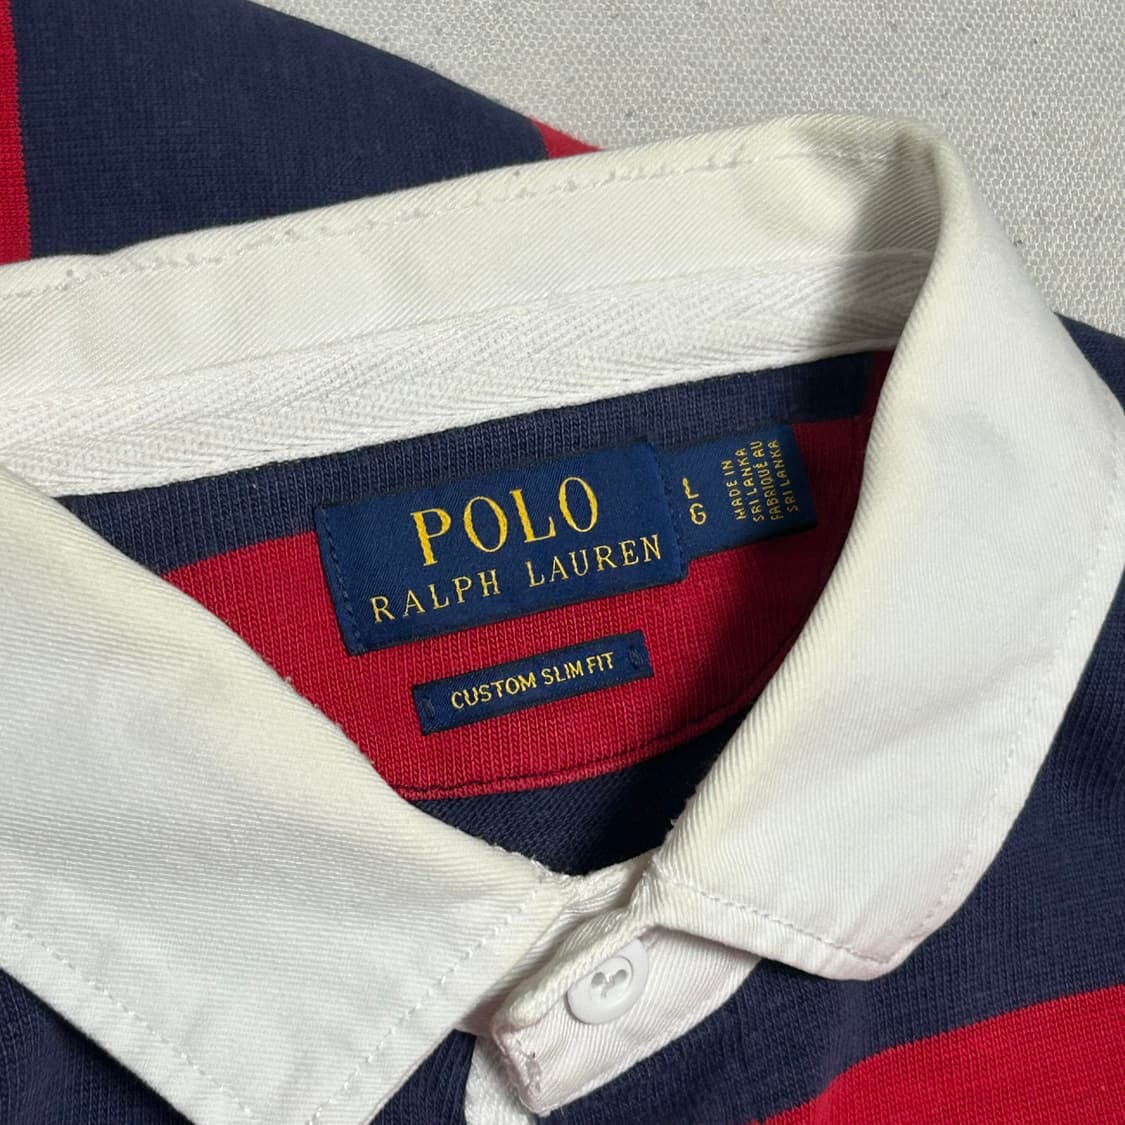 POLO
RALPH LAUREN
L
G
MADE IN
SRI LANKA
FABRIQUÉ AU
SRI LANKA
CUSTOM SLIM FIT